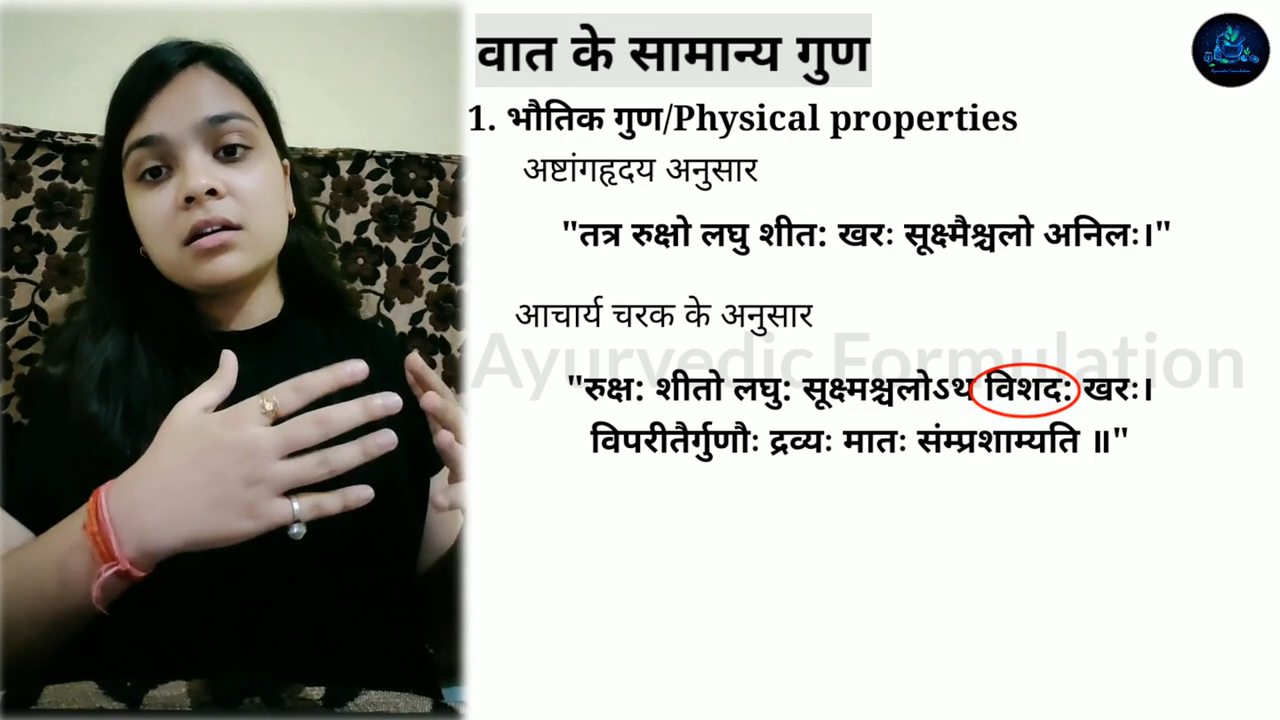 वात के सामान्य गुण
1. भौतिक गुण/Physical properties
अष्टांगहृदय अनुसार
"तत्र रुक्षो लघु शीत: खरः सूक्ष्मैश्चलो अनिलः।"
आचार्य चरक के अनुसार
Ayurvedic Formulation
"रुक्ष: शीतो लघु: सूक्ष्मश्चलोऽथ विशद: खरः।
विपरीतैर्गुणौः द्रव्यः मातः संम्प्रशाम्यति ॥"